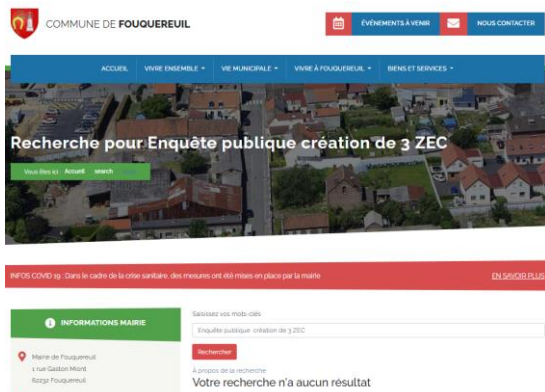 COMMUNE DE FOUQUEREUIL
ÉVÉNEMENTS À VENIR
NOUS CONTACTER
ACCUEIL VIVRE ENSEMBLE VIE MUNICIPALE VIVRE À FOUQUEREUIL BIENS ET SERVICES
Recherche pour Enquête publique création de 3 ZEC
Vous êtes ici Accueil search
INFOS COVID 19 : Dans le cadre de la crise sanitaire, des mesures ont été mises en place par la mairie
EN SAVOIR PLUS
INFORMATIONS MAIRIE
Mairie de Fouquereuil
1 rue Gaston Miont
62232 Fouquereuil
Saisissez vos mots-clés
Enquête publique création de 3 ZEC
Rechercher
À propos de la recherche
Votre recherche n'a aucun résultat